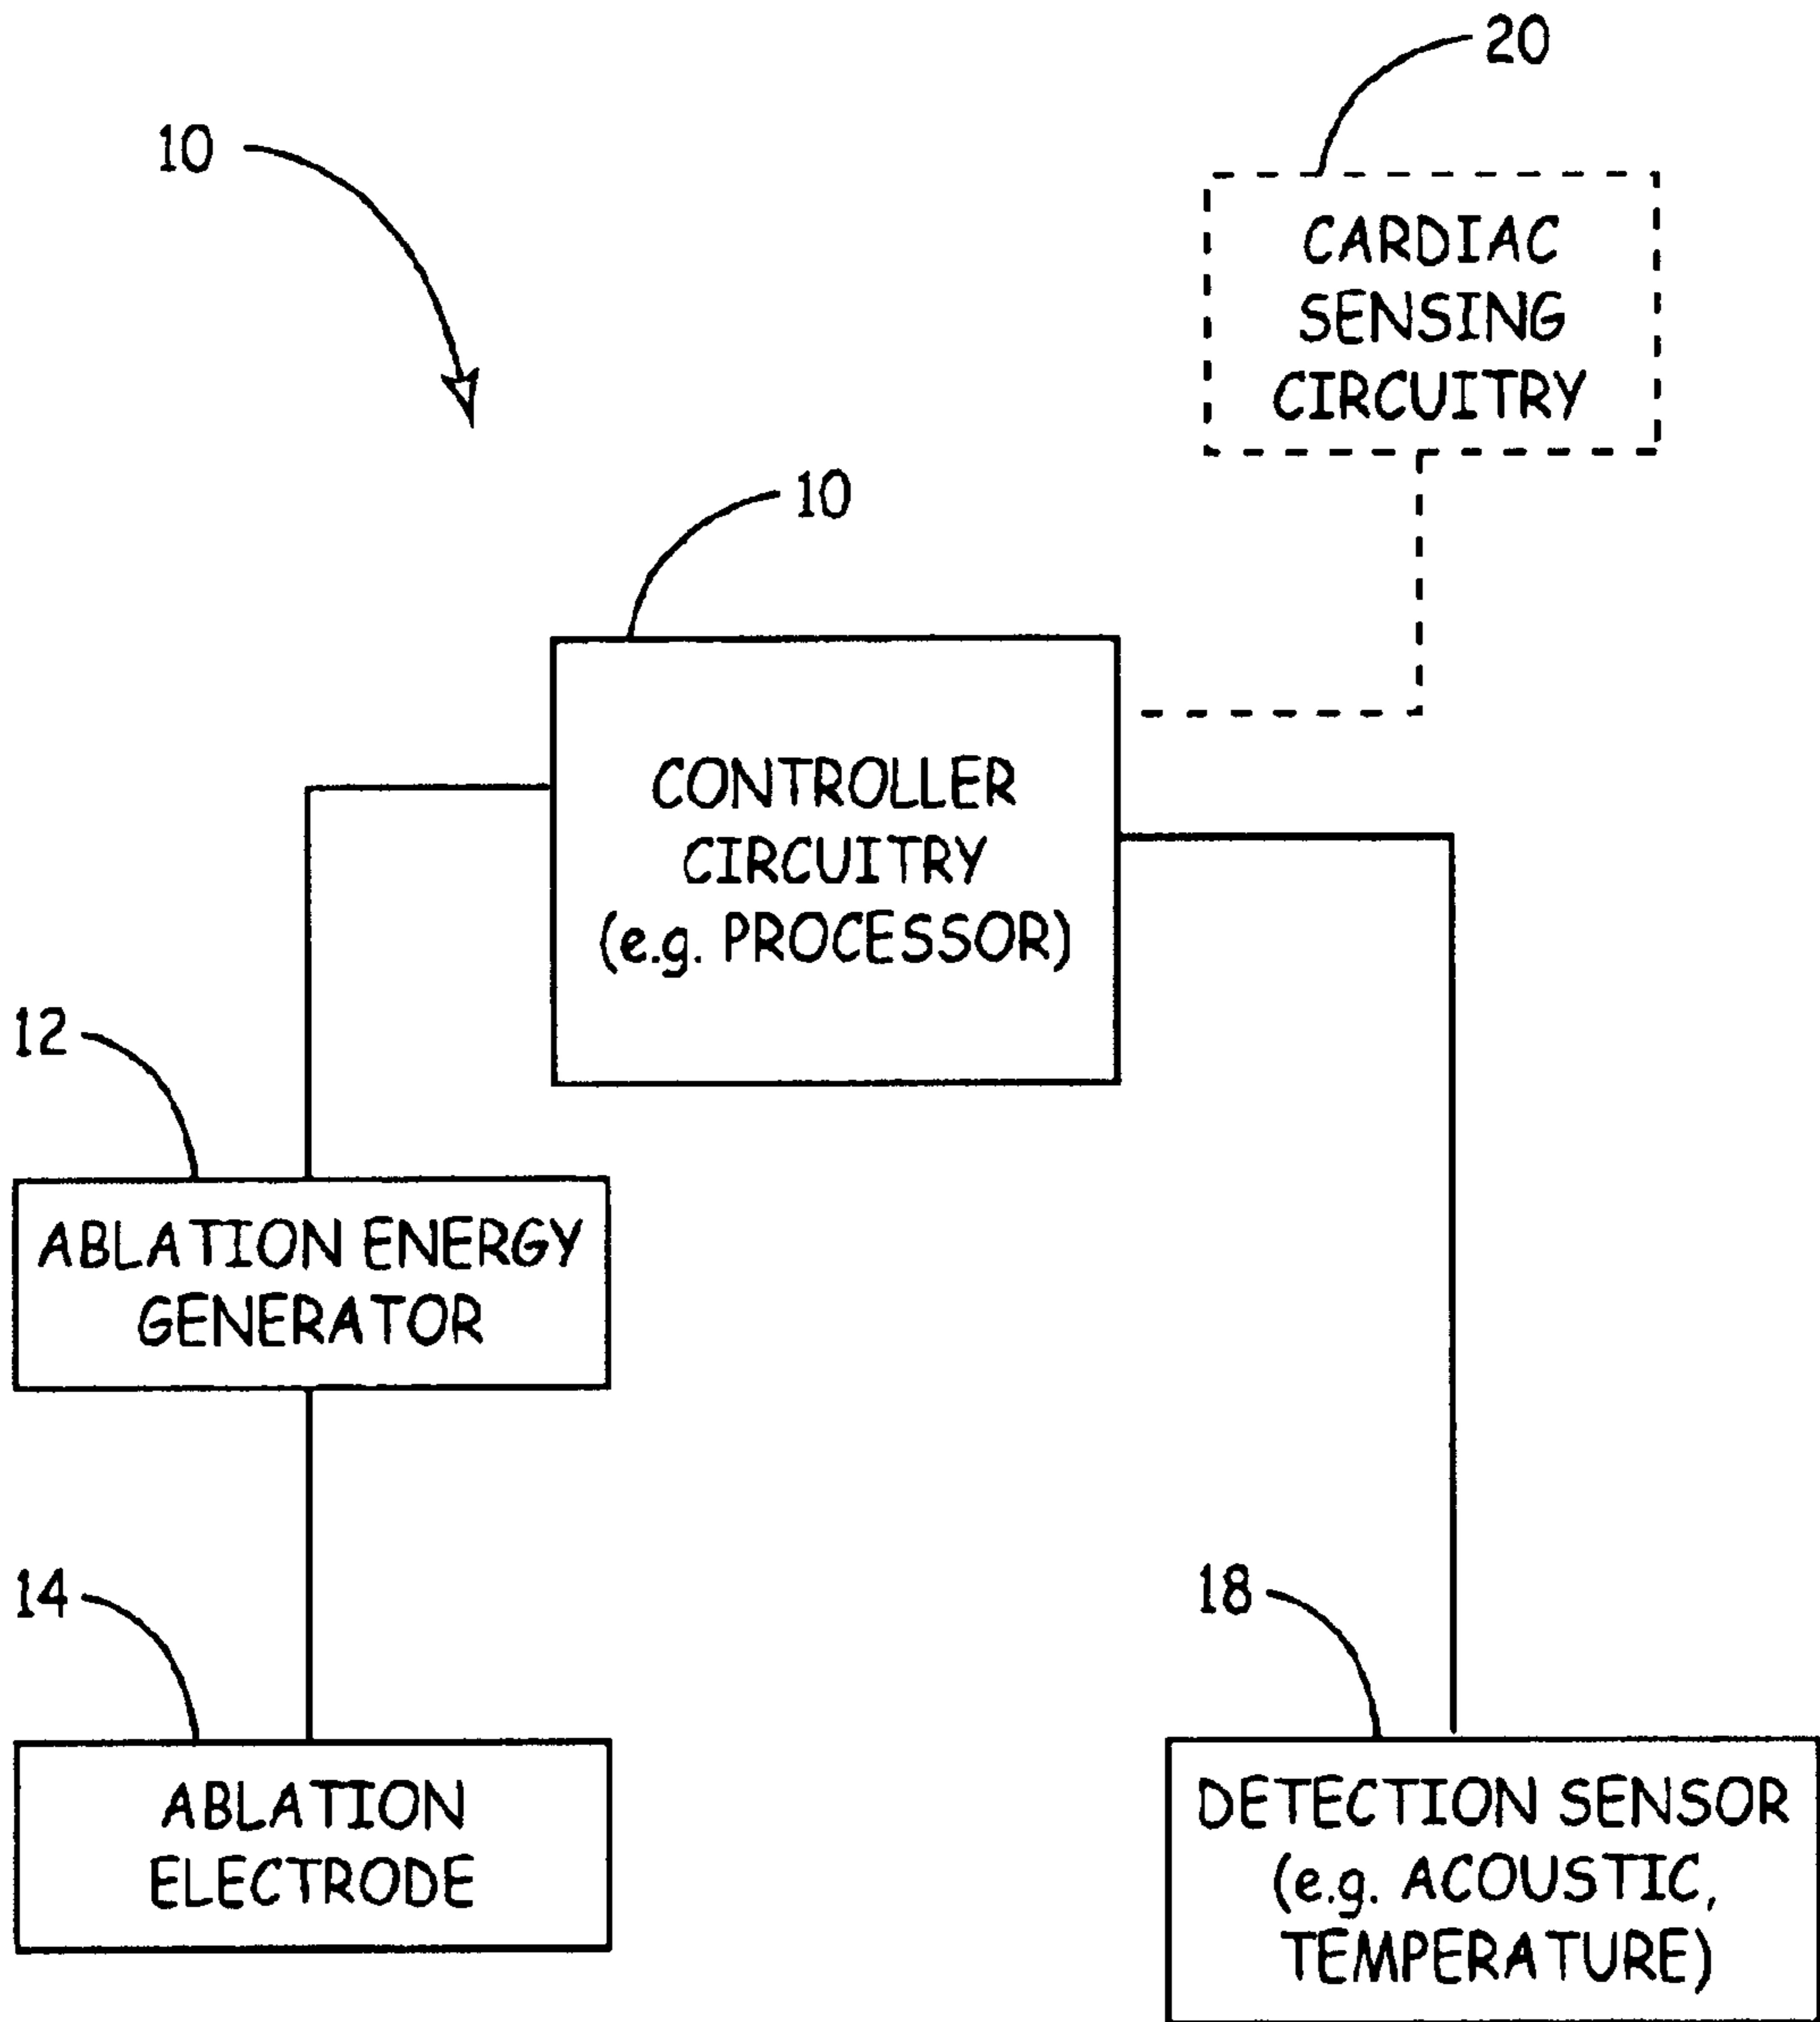 20
10
CARDIAC
SENSING
CIRCUITRY
10
CONTROLLER
CIRCUITRY
(e.g. PROCESSOR)
12
ABLATION ENERGY
GENERATOR
14
ABLATION
ELECTRODE
18
DETECTION SENSOR
(e.g. ACOUSTIC,
TEMPERATURE)